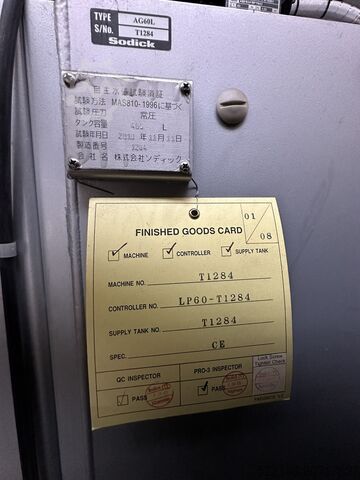 TYPE AG60L
S/No. T1284
Sodick
自主水張試験済証
試験方法 MAS810-1996に基づく
試験圧力 常圧
タンク容量 465 L
製造番号 1284
会社名 株式会社ソディック
01
08
FINISHED GOODS CARD
MACHINE CONTROLLER SUPPLY TANK
MACHINE NO. T1284
CONTROLLER NO. LP60-T1284
SUPPLY TANK NO. T1284
SPEC. CE
QC INSPECTOR
PASS
PRO-3 INSPECTOR
PASS
Lock Screw
Tighten Check